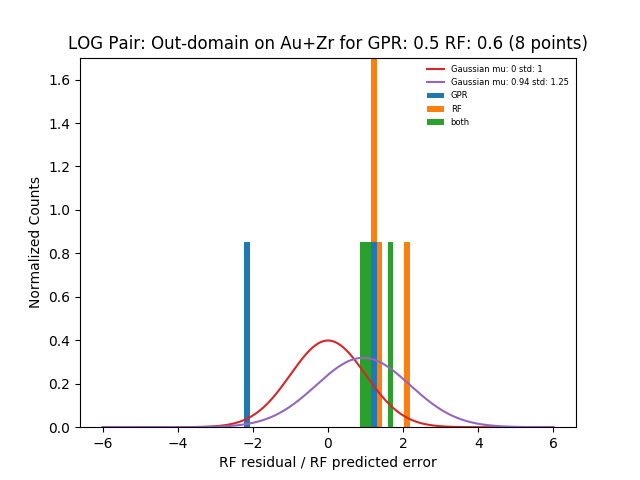 LOG Pair: Out-domain on Au+Zr for GPR: 0.5 RF: 0.6 (8 points)
Gaussian mu: 0 std: 1
Gaussian mu: 0.94 std: 1.25
GPR
RF
both
Normalized Counts
1.6
1.4
1.2
1.0
0.8
0.6
0.4
0.2
0.0
−6 −4 −2 0 2 4 6
RF residual / RF predicted error